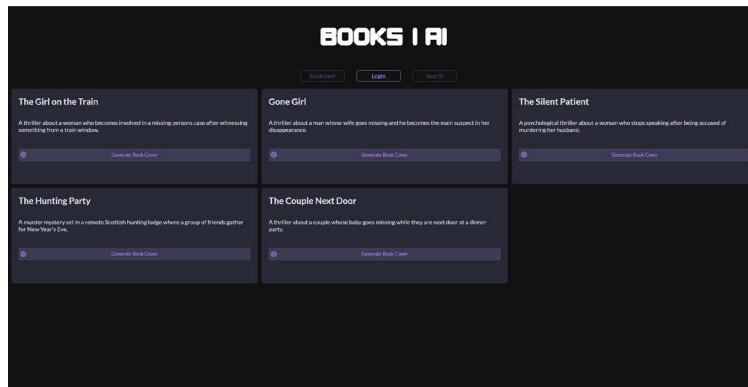 BOOKS | AI
Bookshelf
Login
Search
The Girl on the Train
A thriller about a woman who becomes involved in a missing persons case after witnessing
something from a train window.
Generate Book Cover
Gone Girl
A thriller about a man whose wife goes missing and he becomes the main suspect in her
disappearance.
Generate Book Cover
The Silent Patient
A psychological thriller about a woman who stops speaking after being accused of
murdering her husband.
Generate Book Cover
The Hunting Party
A murder mystery set in a remote Scottish hunting lodge where a group of friends gather
for New Year's Eve.
Generate Book Cover
The Couple Next Door
A thriller about a couple whose baby goes missing while they are next door at a dinner
party.
Generate Book Cover